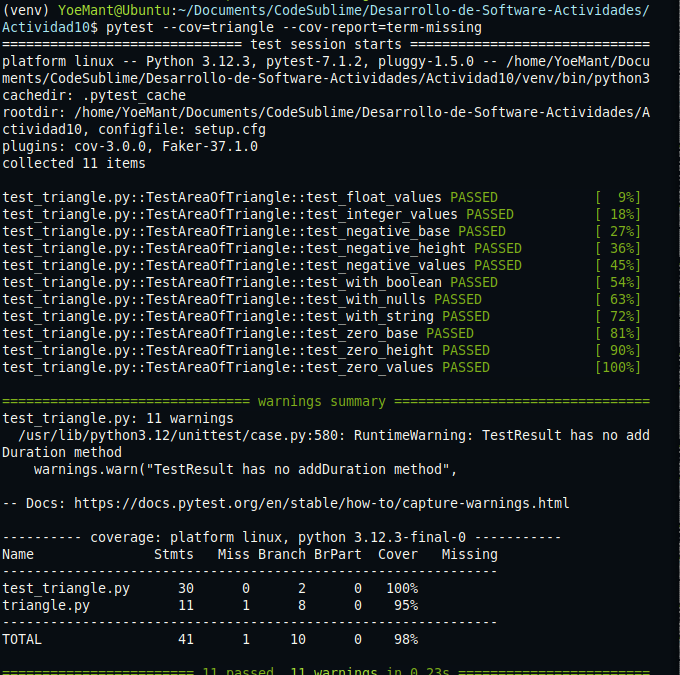 (venv) YoeMant@Ubuntu:~/Documents/CodeSublime/Desarrollo-de-Software-Actividades/
Actividad10$ pytest --cov=triangle --cov-report=term-missing
============================== test session starts ==============================
platform linux -- Python 3.12.3, pytest-7.1.2, pluggy-1.5.0 -- /home/YoeMant/Docu
ments/CodeSublime/Desarrollo-de-Software-Actividades/Actividad10/venv/bin/python3
cachedir: .pytest_cache
rootdir: /home/YoeMant/Documents/CodeSublime/Desarrollo-de-Software-Actividades/A
ctividad10, configfile: setup.cfg
plugins: cov-3.0.0, Faker-37.1.0
collected 11 items
test_triangle.py::TestAreaOfTriangle::test_float_values PASSED            [  9%]
test_triangle.py::TestAreaOfTriangle::test_integer_values PASSED          [ 18%]
test_triangle.py::TestAreaOfTriangle::test_negative_base PASSED           [ 27%]
test_triangle.py::TestAreaOfTriangle::test_negative_height PASSED         [ 36%]
test_triangle.py::TestAreaOfTriangle::test_negative_values PASSED         [ 45%]
test_triangle.py::TestAreaOfTriangle::test_with_boolean PASSED            [ 54%]
test_triangle.py::TestAreaOfTriangle::test_with_nulls PASSED              [ 63%]
test_triangle.py::TestAreaOfTriangle::test_with_string PASSED             [ 72%]
test_triangle.py::TestAreaOfTriangle::test_zero_base PASSED               [ 81%]
test_triangle.py::TestAreaOfTriangle::test_zero_height PASSED             [ 90%]
test_triangle.py::TestAreaOfTriangle::test_zero_values PASSED             [100%]
=============================== warnings summary ================================
test_triangle.py: 11 warnings
  /usr/lib/python3.12/unittest/case.py:580: RuntimeWarning: TestResult has no add
Duration method
    warnings.warn("TestResult has no addDuration method",
-- Docs: https://docs.pytest.org/en/stable/how-to/capture-warnings.html
---------- coverage: platform linux, python 3.12.3-final-0 -----------
Name               Stmts   Miss Branch BrPart  Cover   Missing
--------------------------------------------------------------
test_triangle.py      30      0      2      0   100%
triangle.py           11      1      8      0    95%
--------------------------------------------------------------
TOTAL                 41      1     10      0    98%
======================== 11 passed, 11 warnings in 0.23s ========================